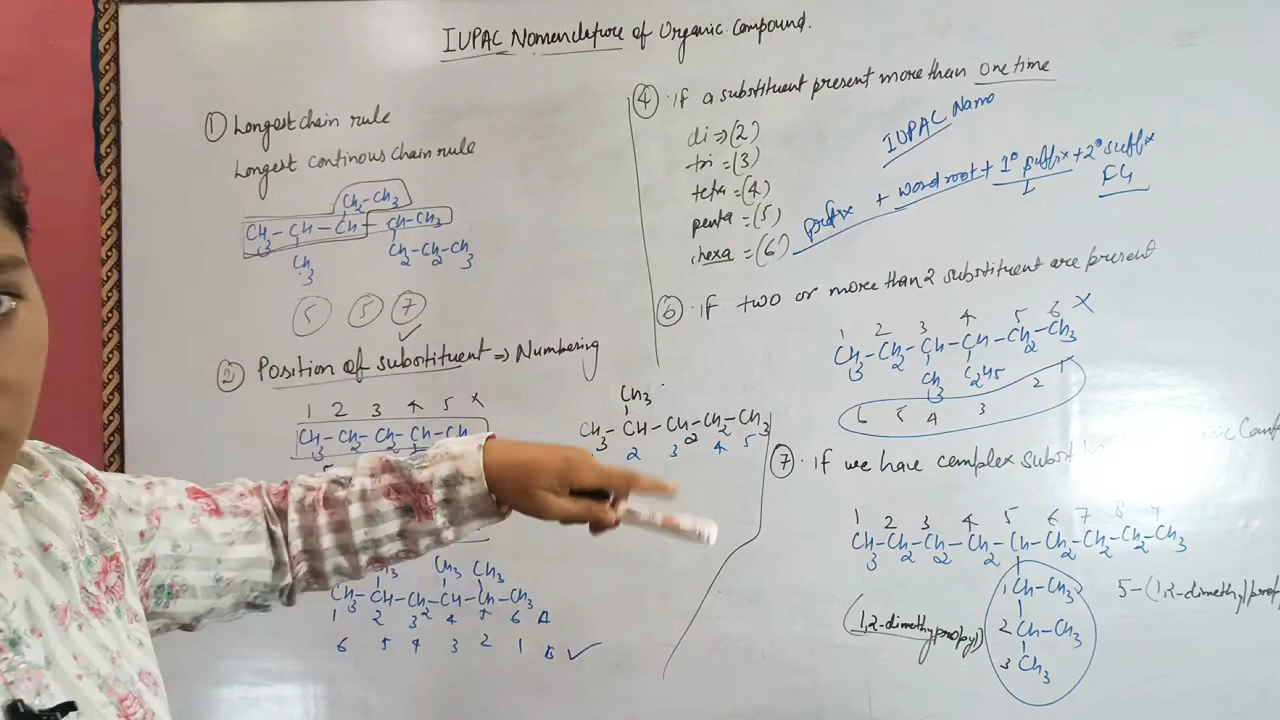 IUPAC Nomenclature of Organic Compound.
① Longest chain rule
Longest continous chain rule
CH2-CH3
CH3-CH-CH-CH-CH3
CH3 CH2-CH2-CH3
5 5 7 ✓
② Position of subostituent ⇒ Numbering
1 2 3 4 5 X
CH3-CH2-CH2-CH-CH
CH3
CH3-CH-CH2-CH2-CH3
2 3 4 5
CH3 CH3
CH3-CH-CH2-CH-CH-CH3
1 2 3 4 5 6 A
6 5 4 3 2 1 B ✓
④ if a substituent present more than one time
di ⇒ (2)
tri = (3)
teta = (4)
penta = (5)
hexa = (6)
IUPAC Name
prefix + word root + 1° suffix + 2° suffix
⑥ if two or more than 2 substituent are present
1 2 3 4 5 6 X
CH3-CH2-CH-CH-CH2-CH3
CH3 C2H5
6 5 4 3 2 1
⑦ if we have complex
1 2 3 4 5 6 7 8 9
CH3-CH2-CH2-CH2-CH-CH2-CH2-CH2-CH3
1 CH-CH3
2 CH-CH3
3 CH3
(1,2-dimethypropyl)
5-(1,2-dimethyl